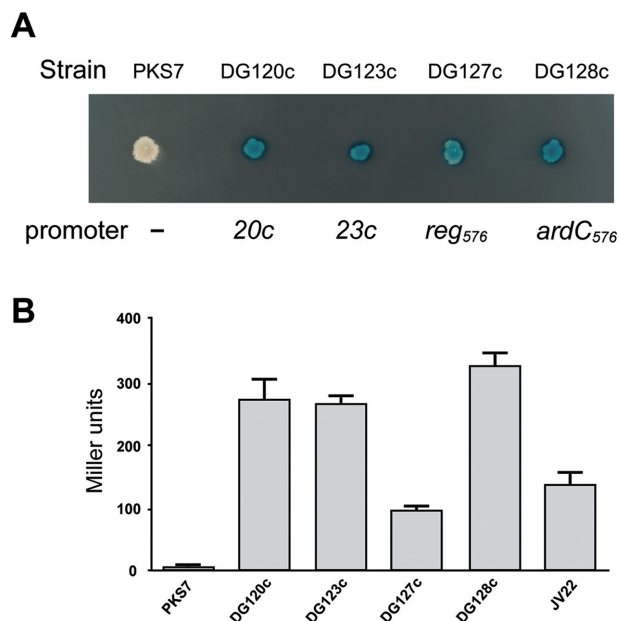 A
Strain PKS7 DG120c DG123c DG127c DG128c
promoter – 20c 23c reg576 ardC576
B
400
300
200
100
0
Miller units
PKS7 DG120c DG123c DG127c DG128c JV22